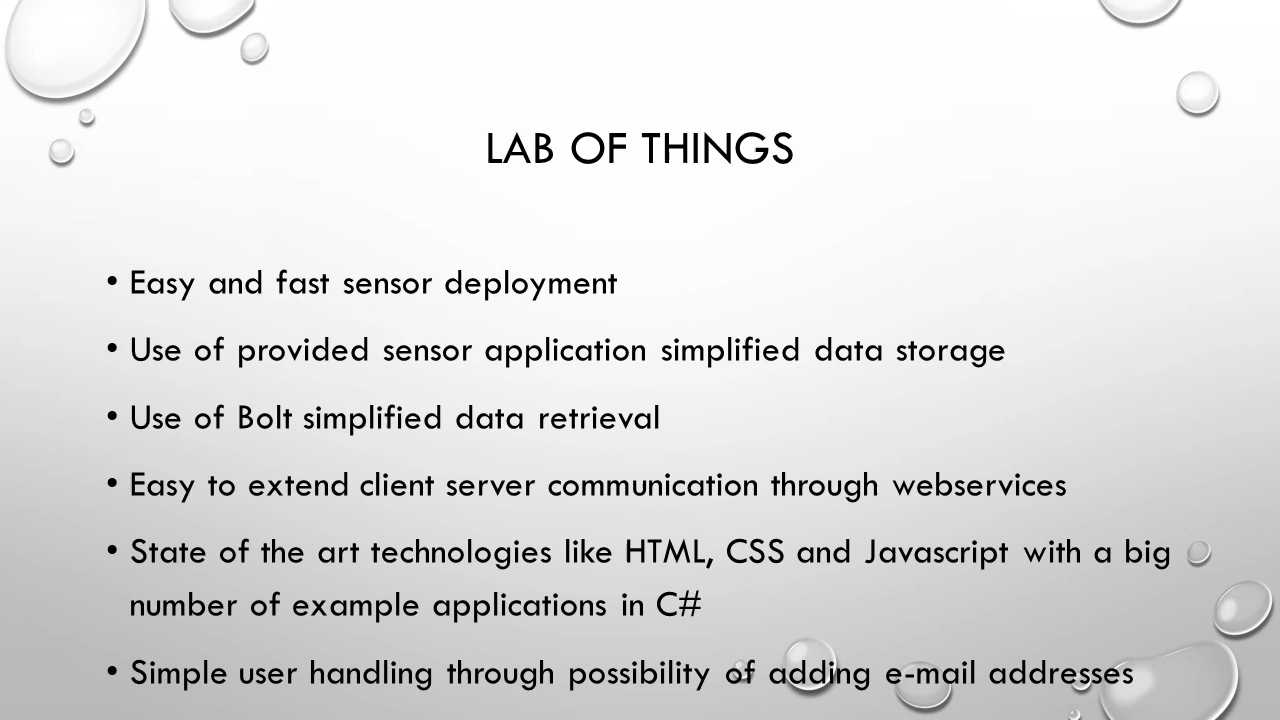 LAB OF THINGS
• Easy and fast sensor deployment
• Use of provided sensor application simplified data storage
• Use of Bolt simplified data retrieval
• Easy to extend client server communication through webservices
• State of the art technologies like HTML, CSS and Javascript with a big
number of example applications in C#
• Simple user handling through possibility of adding e-mail addresses